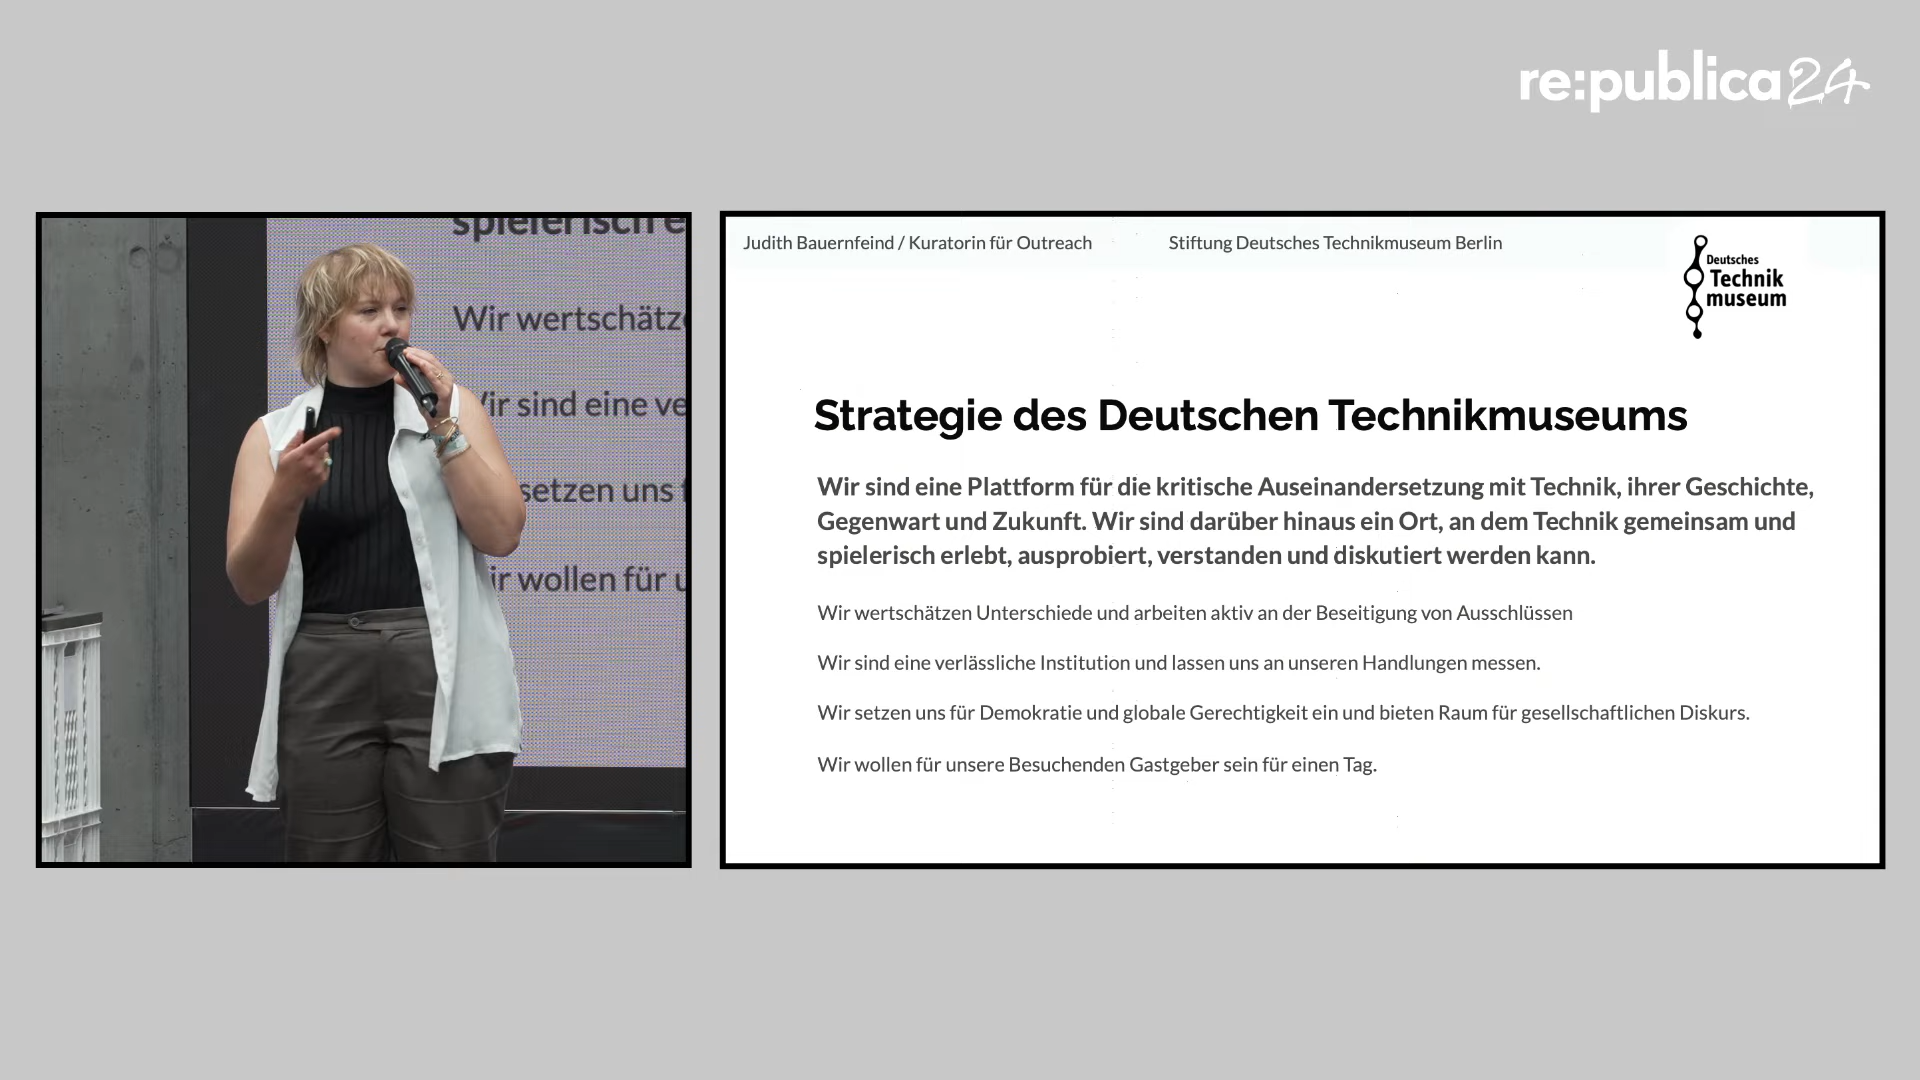 re:publica 24
spielerisch e
Wir wertschätz
ir sind eine ve
setzen uns f
ir wollen für u
Judith Bauernfeind / Kuratorin für Outreach
Stiftung Deutsches Technikmuseum Berlin
Deutsches
Technik
museum
Strategie des Deutschen Technikmuseums
Wir sind eine Plattform für die kritische Auseinandersetzung mit Technik, ihrer Geschichte,
Gegenwart und Zukunft. Wir sind darüber hinaus ein Ort, an dem Technik gemeinsam und
spielerisch erlebt, ausprobiert, verstanden und diskutiert werden kann.
Wir wertschätzen Unterschiede und arbeiten aktiv an der Beseitigung von Ausschlüssen
Wir sind eine verlässliche Institution und lassen uns an unseren Handlungen messen.
Wir setzen uns für Demokratie und globale Gerechtigkeit ein und bieten Raum für gesellschaftlichen Diskurs.
Wir wollen für unsere Besuchenden Gastgeber sein für einen Tag.